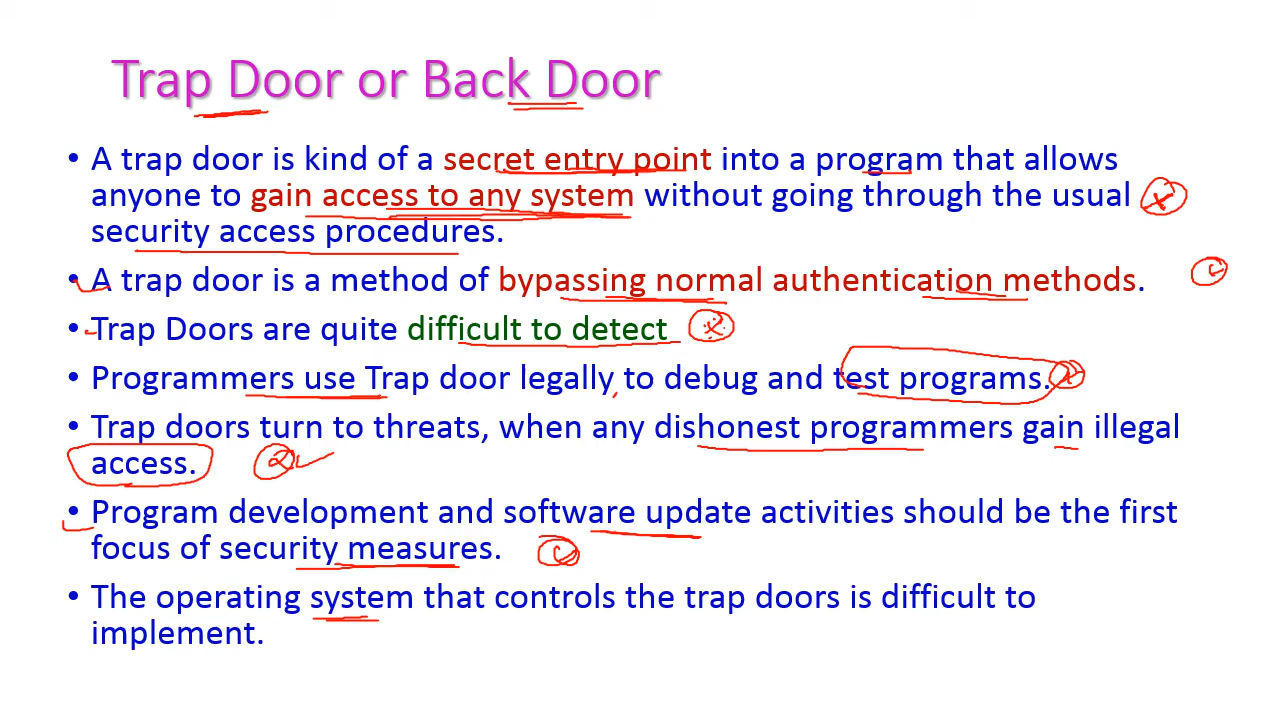 Trap Door or Back Door
• A trap door is kind of a secret entry point into a program that allows
anyone to gain access to any system without going through the usual
security access procedures.
• A trap door is a method of bypassing normal authentication methods.
• Trap Doors are quite difficult to detect
• Programmers use Trap door legally to debug and test programs.
• Trap doors turn to threats, when any dishonest programmers gain illegal
access.
• Program development and software update activities should be the first
focus of security measures.
• The operating system that controls the trap doors is difficult to
implement.